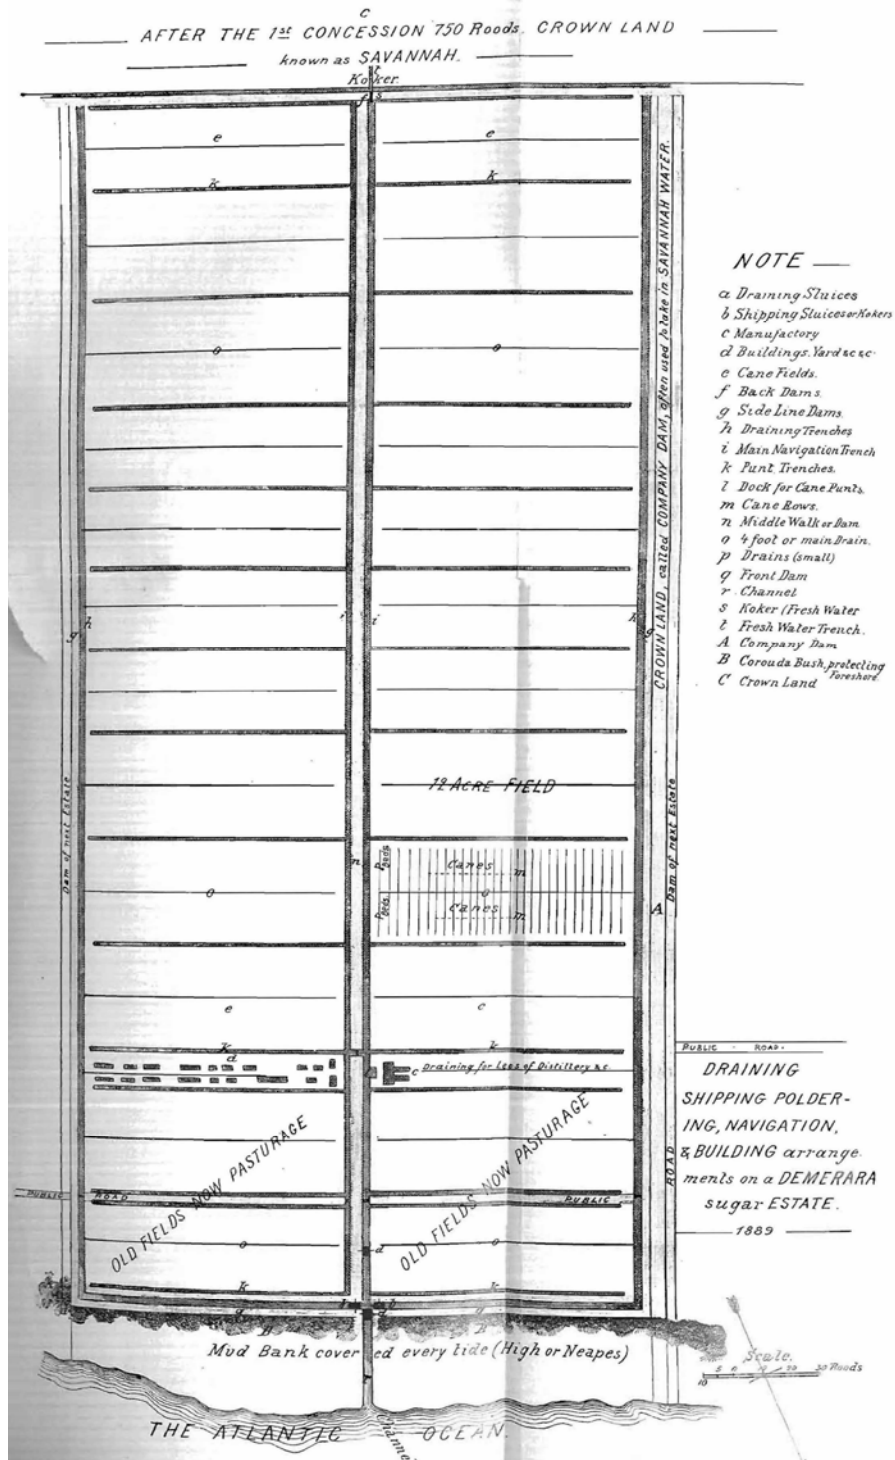 C
AFTER THE 1st CONCESSION 750 Roods. CROWN LAND
known as SAVANNAH.
Koker.
f s
e e
k k
CROWN LAND, called COMPANY DAM, often used to take in SAVANNAH WATER.
NOTE
a Draining Sluices
b Shipping Sluices or Kokers
c Manufactory
d Buildings. Yard &c &c.
e Cane Fields.
f Back Dams.
g Side Line Dams.
h Draining Trenches
i Main Navigation Trench
k Punt Trenches.
l Dock for Cane Punts.
m Cane Rows.
n Middle Walk or Dam
o 4 foot or main Drain.
p Drains (small)
q Front Dam
r Channel
s Koker (Fresh Water
t Fresh Water Trench.
A Company Dam
B Corouda Bush, protecting Foreshore.
C Crown Land
o o
g h i i h g
12 ACRE FIELD
Dam of next Estate
Dam of next Estate
n
Canes m
o o
Canes m
A
e c
k k
d
c Draining for Lees of Distillery &c.
PUBLIC ROAD.
DRAINING
SHIPPING POLDER-
ING, NAVIGATION,
& BUILDING arrange-
ments on a DEMERARA
sugar ESTATE.
1889
OLD FIELDS NOW PASTURAGE
OLD FIELDS NOW PASTURAGE
PUBLIC ROAD PUBLIC
ROAD
o d o
k k
q q
B B
Mud Bank covered every tide (High or Neapes)
r
Scale.
10 5 0 10 20 30 Roods
THE ATLANTIC OCEAN.
Channel